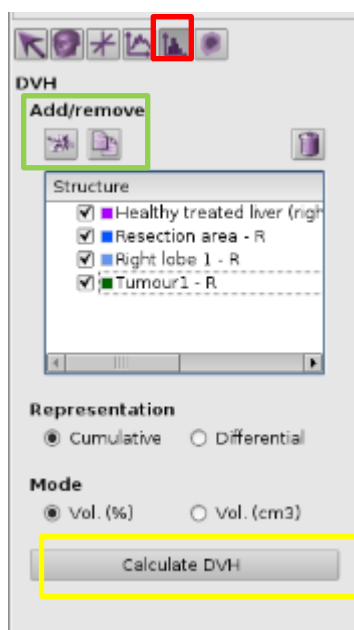 DVH
Add/remove
Structure
Healthy treated liver (righ
Resection area - R
Right lobe 1 - R
Tumour1 - R
Representation
Cumulative Differential
Mode
Vol. (%) Vol. (cm3)
Calculate DVH